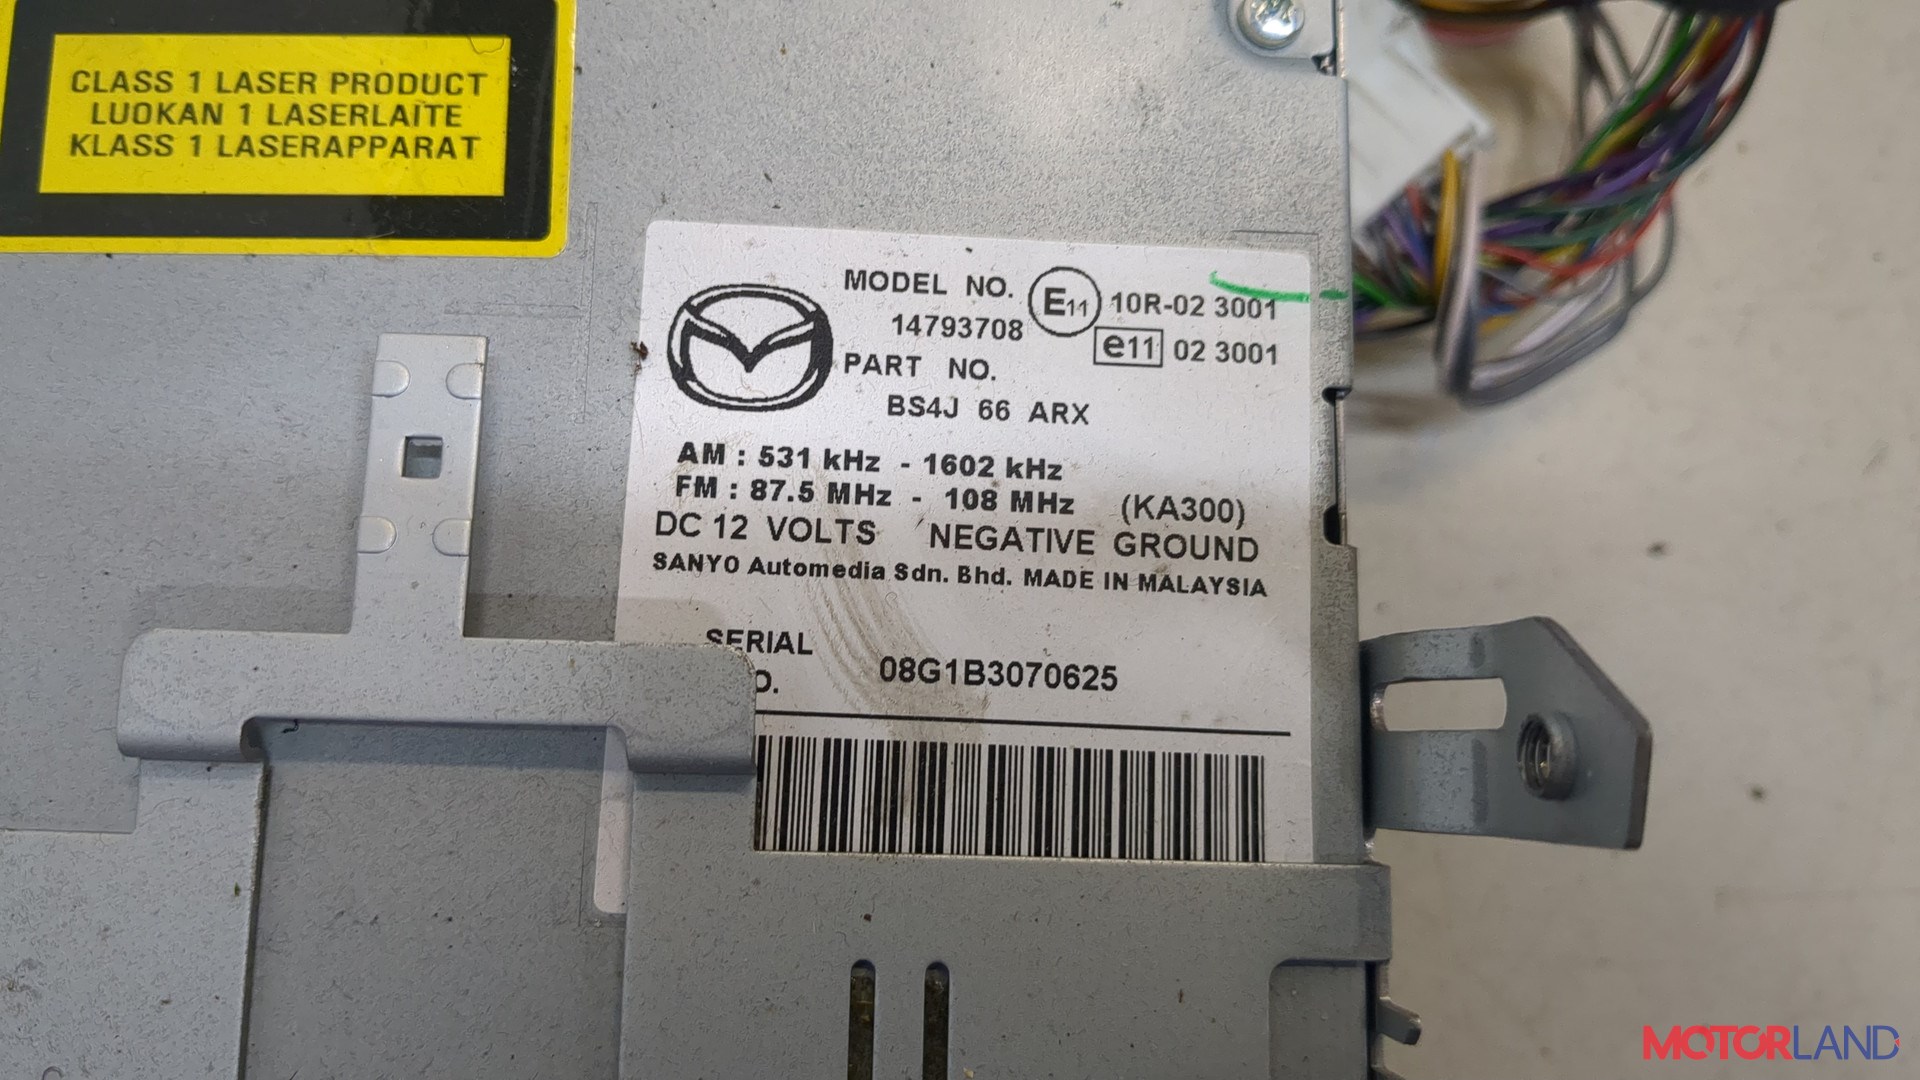 CLASS 1 LASER PRODUCT
LUOKAN 1 LASERLAITE
KLASS 1 LASERAPPARAT
MODEL NO.
14793708
E11 10R-02 3001
e11 02 3001
PART NO.
BS4J 66 ARX
AM : 531 kHz - 1602 kHz
FM : 87.5 MHz - 108 MHz (KA300)
DC 12 VOLTS NEGATIVE GROUND
SANYO Automedia Sdn. Bhd. MADE IN MALAYSIA
SERIAL
O.
08G1B3070625
MOTORLAND